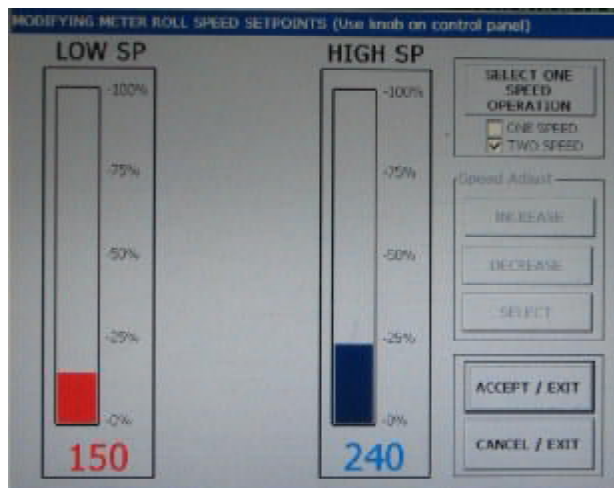 MODIFYING METER ROLL SPEED SETPOINTS (Use knob on control panel)
LOW SP
HIGH SP
-100%
-75%
-50%
-25%
-0%
150
-100%
-75%
-50%
-25%
-0%
240
SELECT ONE
SPEED
OPERATION
ONE SPEED
TWO SPEED
Speed Adjust
INCREASE
DECREASE
SELECT
ACCEPT / EXIT
CANCEL / EXIT